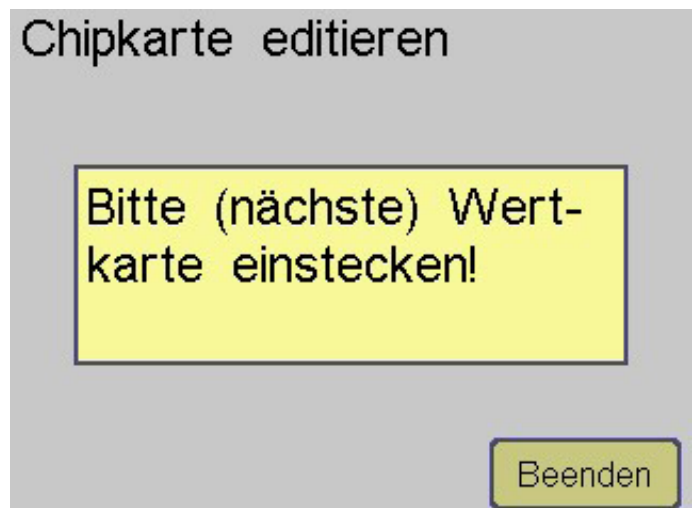 Chipkarte editieren
Bitte (nächste) Wert-
karte einstecken!
Beenden